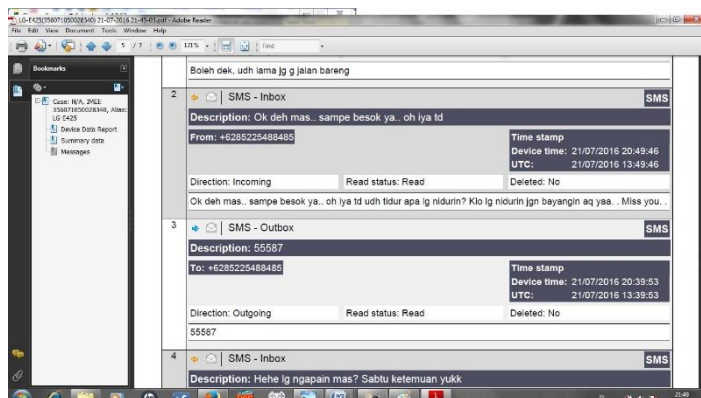 LG-E425(356071050028340) 21-07-2016 21-45-03.pdf - Adobe Reader
File Edit View Document Tools Window Help
5 / 7 121% Find
Bookmarks
Case: N/A, IMEI:
356071050028340, Alias:
LG E425
Device Data Report
Summary data
Messages
Boleh dek, udh lama jg g jalan bareng
2 SMS - Inbox SMS
Description: Ok deh mas.. sampe besok ya.. oh iya td
From: +6285225488485 Time stamp
Device time: 21/07/2016 20:49:46
UTC: 21/07/2016 13:49:46
Direction: Incoming Read status: Read Deleted: No
Ok deh mas.. sampe besok ya.. oh iya td udh tidur apa lg nidurin? Klo lg nidurin jgn bayangin aq yaa. . Miss you. .
3 SMS - Outbox SMS
Description: 55587
To: +6285225488485 Time stamp
Device time: 21/07/2016 20:39:53
UTC: 21/07/2016 13:39:53
Direction: Outgoing Read status: Read Deleted: No
55587
4 SMS - Inbox SMS
Description: Hehe lg ngapain mas? Sabtu ketemuan yukk
21:49